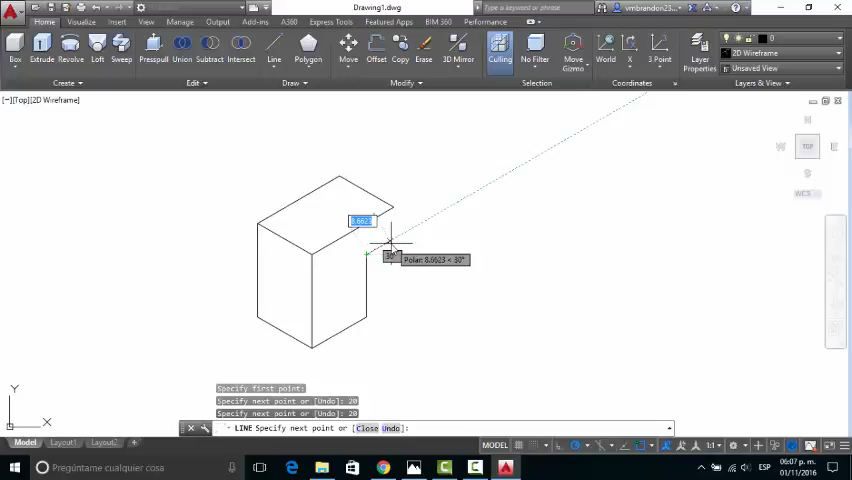 Drawing1.dwg
Type a keyword or phrase
vmbrandon23...
Home Insert View Manage Output Add-ins A360 Express Tools Featured Apps BIM 360 Performance
Visualize
Box Extrude Revolve Loft Sweep Presspull Union Subtract Intersect Line Polygon Move Offset Copy Erase 3D Mirror Culling No Filter Move Gizmo World X 3 Point Layer Properties
0
2D Wireframe
Unsaved View
Create Edit Draw Modify Selection Coordinates Layers & View
[−][Top][2D Wireframe]
N
W TOP E
S
WCS
8.6623
30°
Polar: 8.6623 < 30°
Y
X
Specify first point:
Specify next point or [Undo]: 20
Specify next point or [Undo]: 20
LINE Specify next point or [Close Undo]:
Model Layout1 Layout2 +
MODEL
1:1
Pregúntame cualquier cosa
ESP
06:07 p. m.
01/11/2016